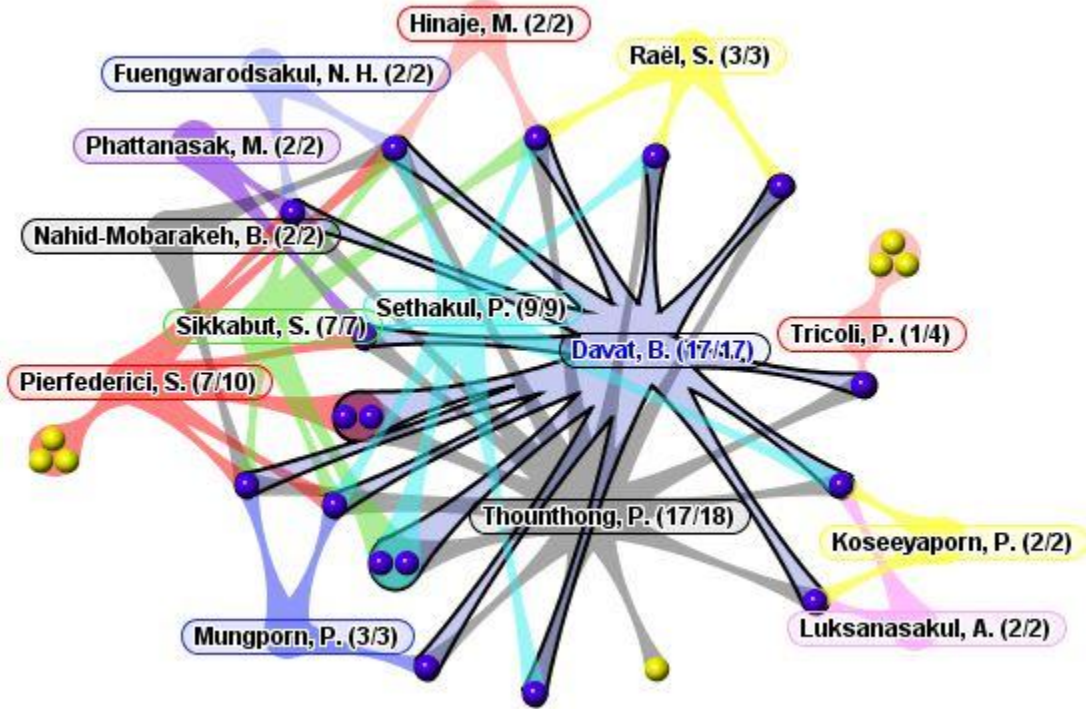 Hinaje, M. (2/2)
Raël, S. (3/3)
Fuengwarodsakul, N. H. (2/2)
Phattanasak, M. (2/2)
Nahid-Mobarakeh, B. (2/2)
Sethakul, P. (9/9)
Sikkabut, S. (7/7)
Tricoli, P. (1/4)
Davat, B. (17/17)
Pierfederici, S. (7/10)
Thounthong, P. (17/18)
Koseeyaporn, P. (2/2)
Luksanasakul, A. (2/2)
Mungporn, P. (3/3)